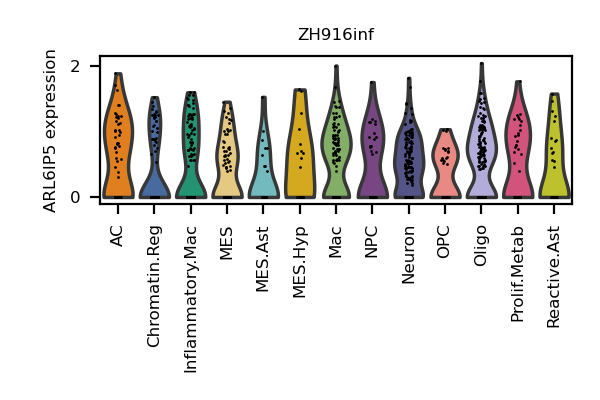 ZH916inf
ARL6IP5 expression
2
0
AC
Chromatin.Reg
Inflammatory.Mac
MES
MES.Ast
MES.Hyp
Mac
NPC
Neuron
OPC
Oligo
Prolif.Metab
Reactive.Ast